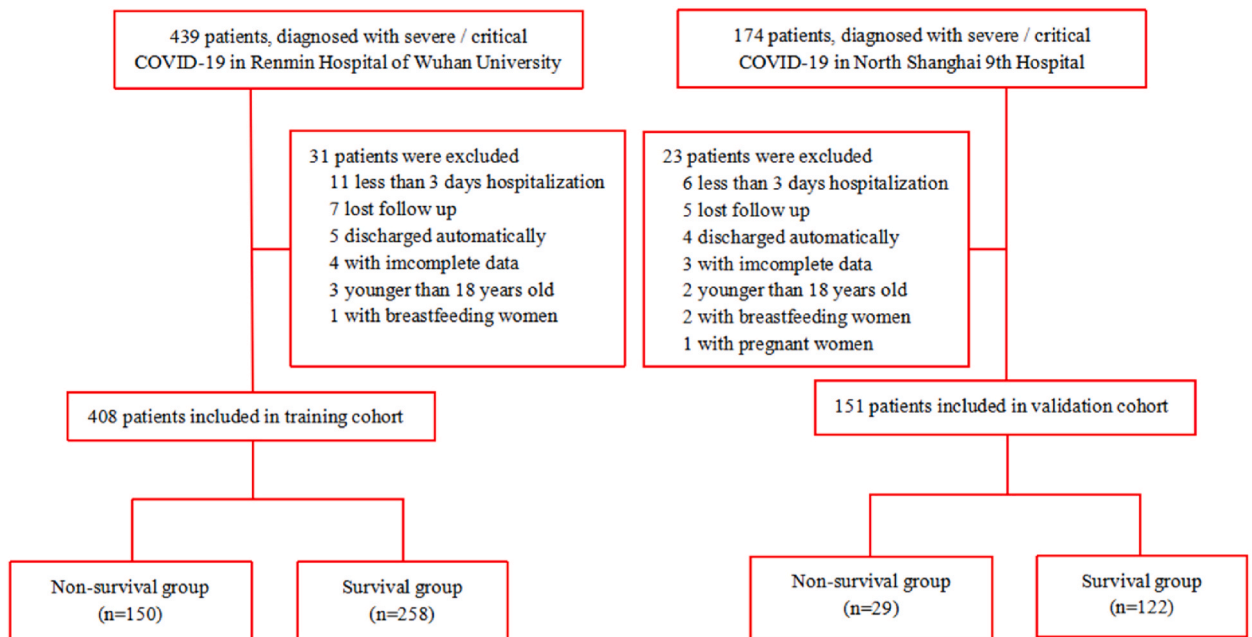 439 patients, diagnosed with severe / critical
COVID-19 in Renmin Hospital of Wuhan University
174 patients, diagnosed with severe / critical
COVID-19 in North Shanghai 9th Hospital
31 patients were excluded
11 less than 3 days hospitalization
7 lost follow up
5 discharged automatically
4 with imcomplete data
3 younger than 18 years old
1 with breastfeeding women
23 patients were excluded
6 less than 3 days hospitalization
5 lost follow up
4 discharged automatically
3 with imcomplete data
2 younger than 18 years old
2 with breastfeeding women
1 with pregnant women
408 patients included in training cohort
151 patients included in validation cohort
Non-survival group
(n=150)
Survival group
(n=258)
Non-survival group
(n=29)
Survival group
(n=122)